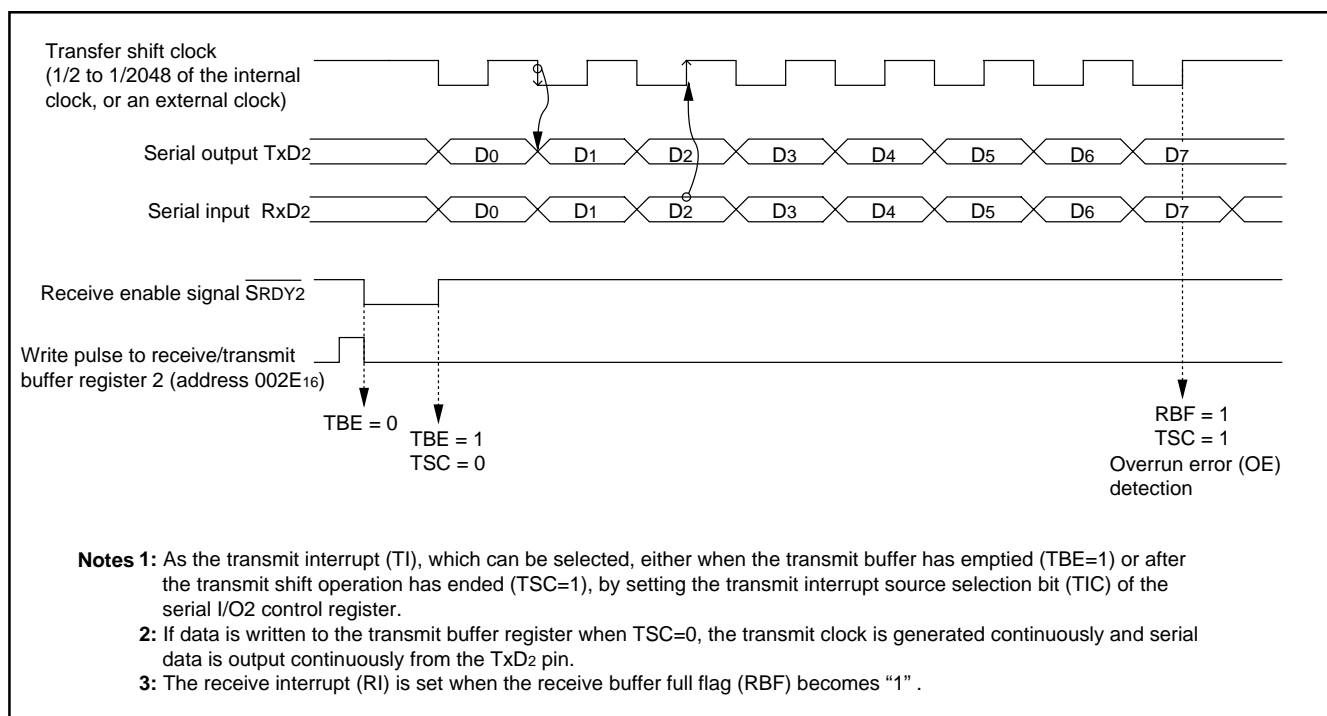 Transfer shift clock
(1/2 to 1/2048 of the internal
clock, or an external clock)
Serial output TxD2
D0 D1 D2 D3 D4 D5 D6 D7
Serial input RxD2
D0 D1 D2 D3 D4 D5 D6 D7
Receive enable signal SRDY2
Write pulse to receive/transmit
buffer register 2 (address 002E16)
TBE = 0
TBE = 1
TSC = 0
RBF = 1
TSC = 1
Overrun error (OE)
detection
Notes 1: As the transmit interrupt (TI), which can be selected, either when the transmit buffer has emptied (TBE=1) or after
the transmit shift operation has ended (TSC=1), by setting the transmit interrupt source selection bit (TIC) of the
serial I/O2 control register.
2: If data is written to the transmit buffer register when TSC=0, the transmit clock is generated continuously and serial
data is output continuously from the TxD2 pin.
3: The receive interrupt (RI) is set when the receive buffer full flag (RBF) becomes “1” .